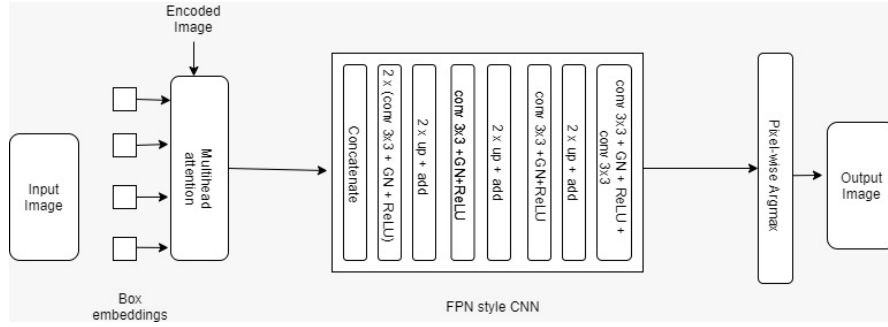 Encoded
Image
Input
Image
Box
embeddings
Multihead
attention
Concatenate
2 x (conv 3x3 + GN + ReLU)
2 x up + add
conv 3x3 +GN+ReLU
2 x up + add
conv 3x3 +GN+ReLU
2 x up + add
conv 3x3 + GN + ReLU +
conv 3x3
FPN style CNN
Pixel-wise Argmax
Output
Image